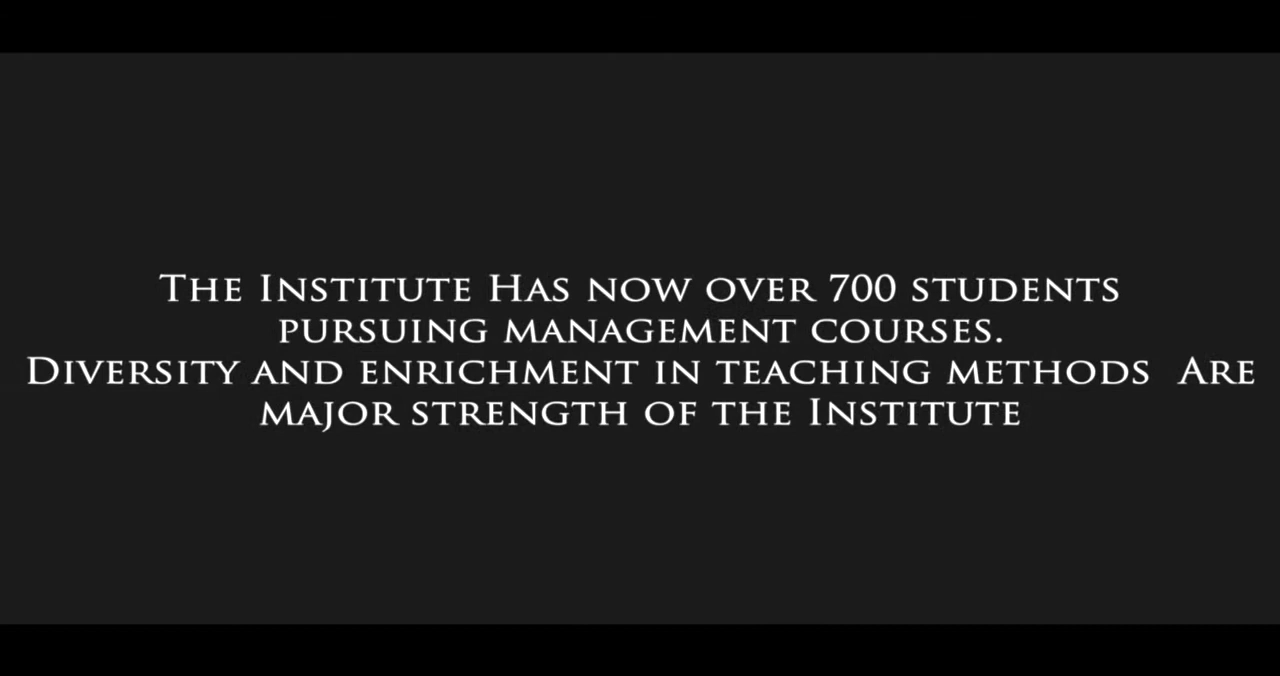 The Institute Has now over 700 students
pursuing management courses.
Diversity and enrichment in teaching methods  Are
major strength of the Institute